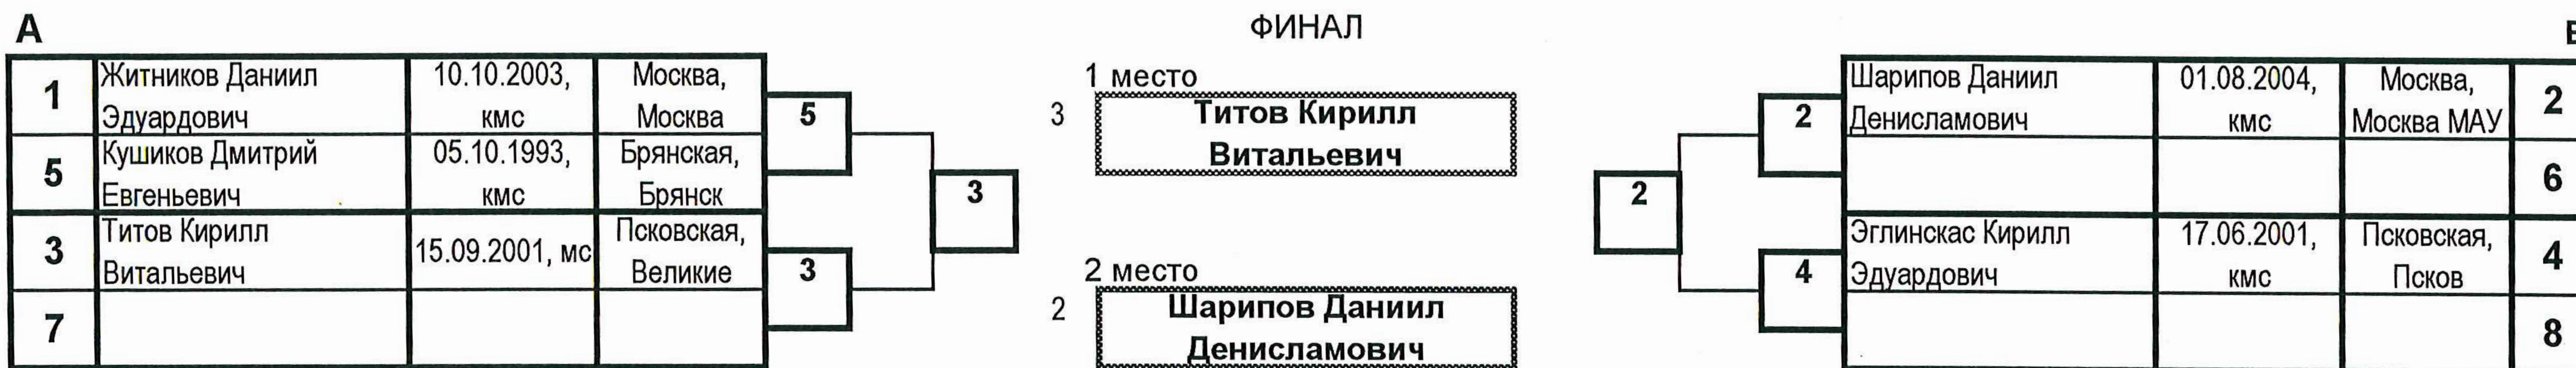 А
ФИНАЛ
1
Житников Даниил
Эдуардович
10.10.2003,
кмс
Москва,
Москва
5
Кушиков Дмитрий
Евгеньевич
05.10.1993,
кмс
Брянская,
Брянск
3
Титов Кирилл
Витальевич
15.09.2001, мс
Псковская,
Великие
7
5
3
3
1 место
3
Титов Кирилл
Витальевич
2 место
2
Шарипов Даниил
Денисламович
2
2
4
Шарипов Даниил
Денисламович
01.08.2004,
кмс
Москва,
Москва МАУ
2
6
Эглинскас Кирилл
Эдуардович
17.06.2001,
кмс
Псковская,
Псков
4
8